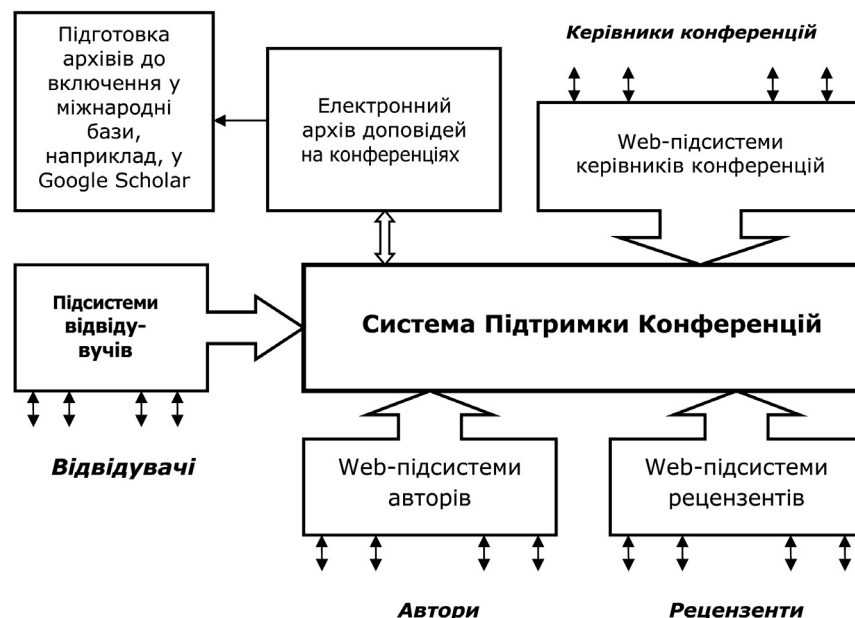 Підготовка
архівів до
включення у
міжнародні
бази,
наприклад, у
Google Scholar
Електронний
архів доповідей
на конференціях
Керівники конференцій
Web-підсистеми
керівників конференцій
Підсистеми
відвіду-
вучів
Система Підтримки Конференцій
Відвідувачі
Web-підсистеми
авторів
Web-підсистеми
рецензентів
Автори
Рецензенти